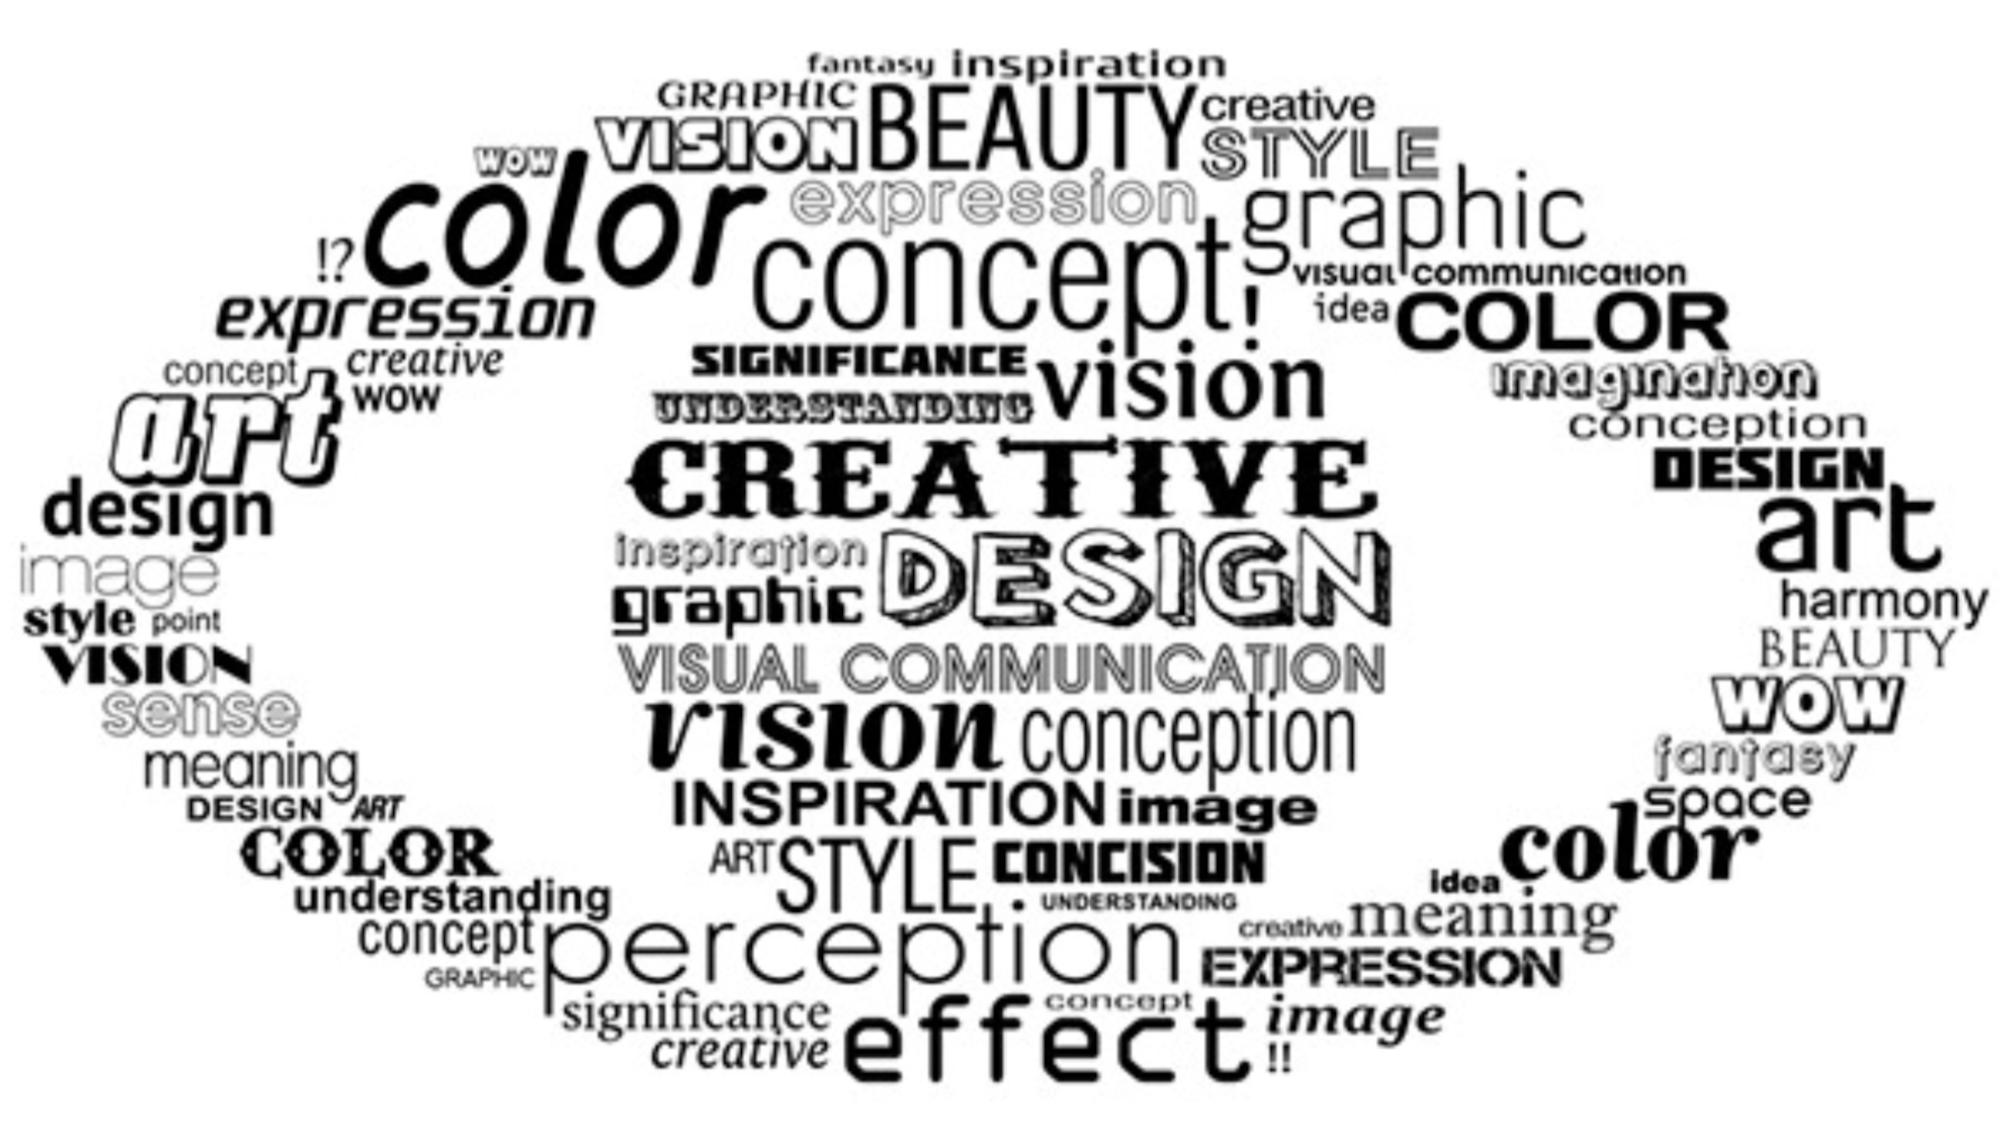 fantasy inspiration
GRAPHIC BEAUTY creative
VISION STYLE
wow color expression graphic
!? concept!
visual communication
expression idea COLOR
concept creative SIGNIFICANCE vision imagination
art wow UNDERSTANDING conception
CREATIVE DESIGN
design art
image inspiration DESIGN harmony
style point graphic BEAUTY
VISION VISUAL COMMUNICATION WOW
sense VISION conception fantasy
meaning INSPIRATION image space
DESIGN ART color
COLOR ART STYLE CONCISION idea
understanding UNDERSTANDING meaning
concept perception creative
GRAPHIC EXPRESSION
significance effect concept image
creative !!